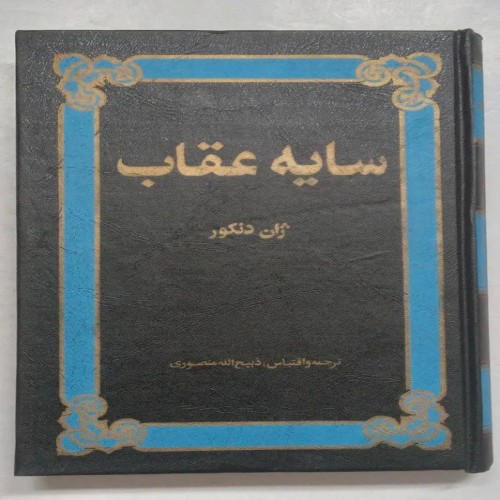 سایه عقاب
ژان دنکور
ترجمه و اقتباس: ذبیح‌الله منصوری